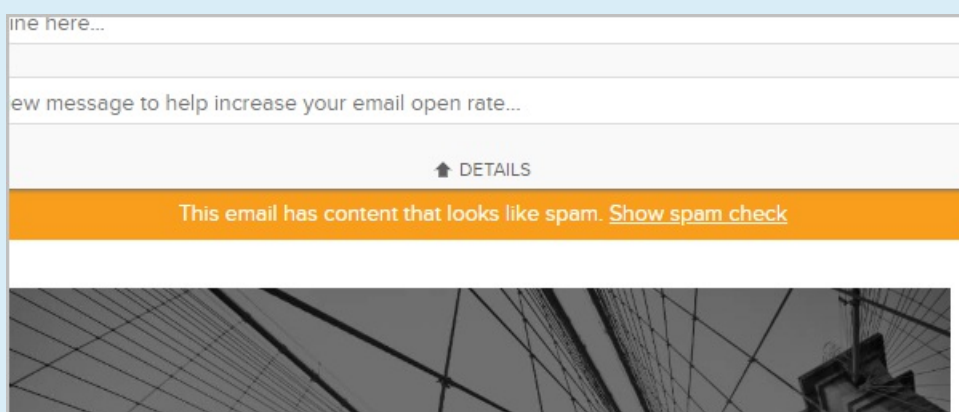 ine here...
ew message to help increase your email open rate...
DETAILS
This email has content that looks like spam. Show spam check